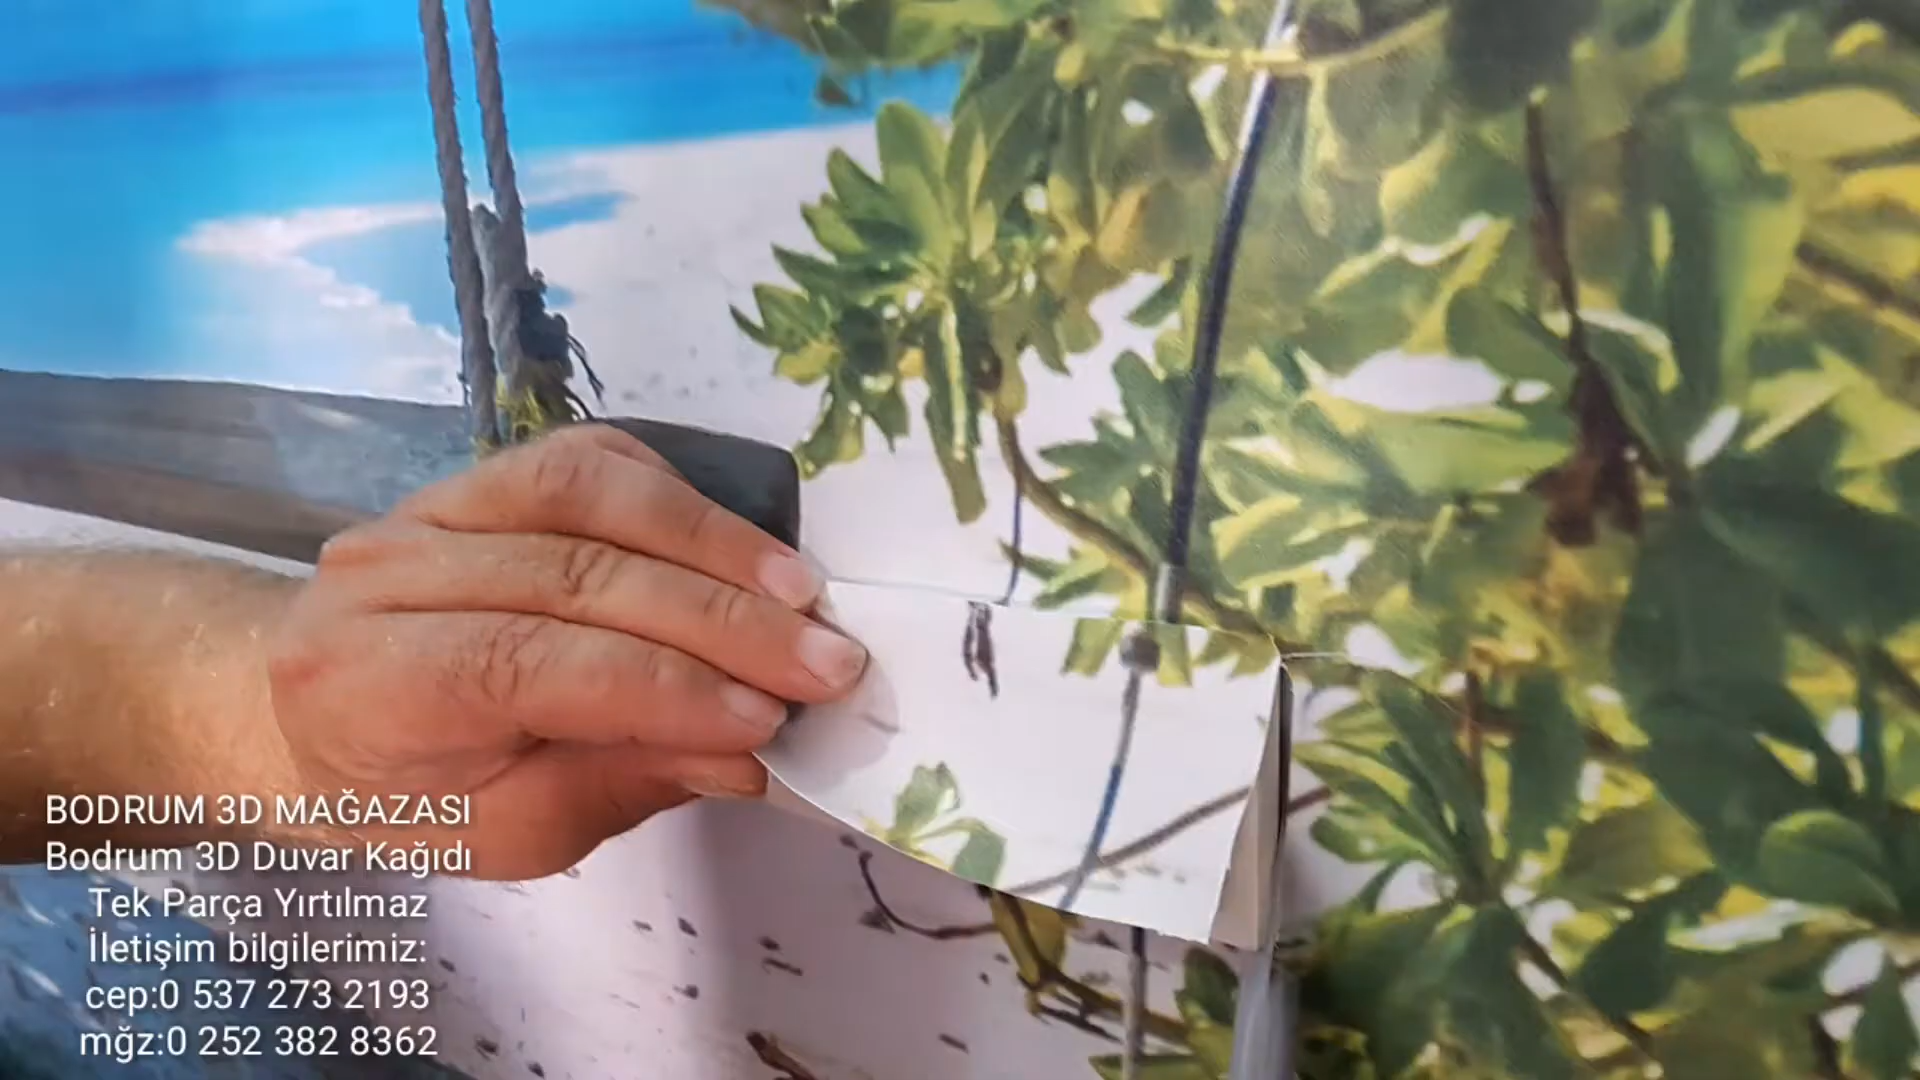 BODRUM 3D MAĞAZASI
Bodrum 3D Duvar Kağıdı
Tek Parça Yırtılmaz
İletişim bilgilerimiz:
cep:0 537 273 2193
mğz:0 252 382 8362